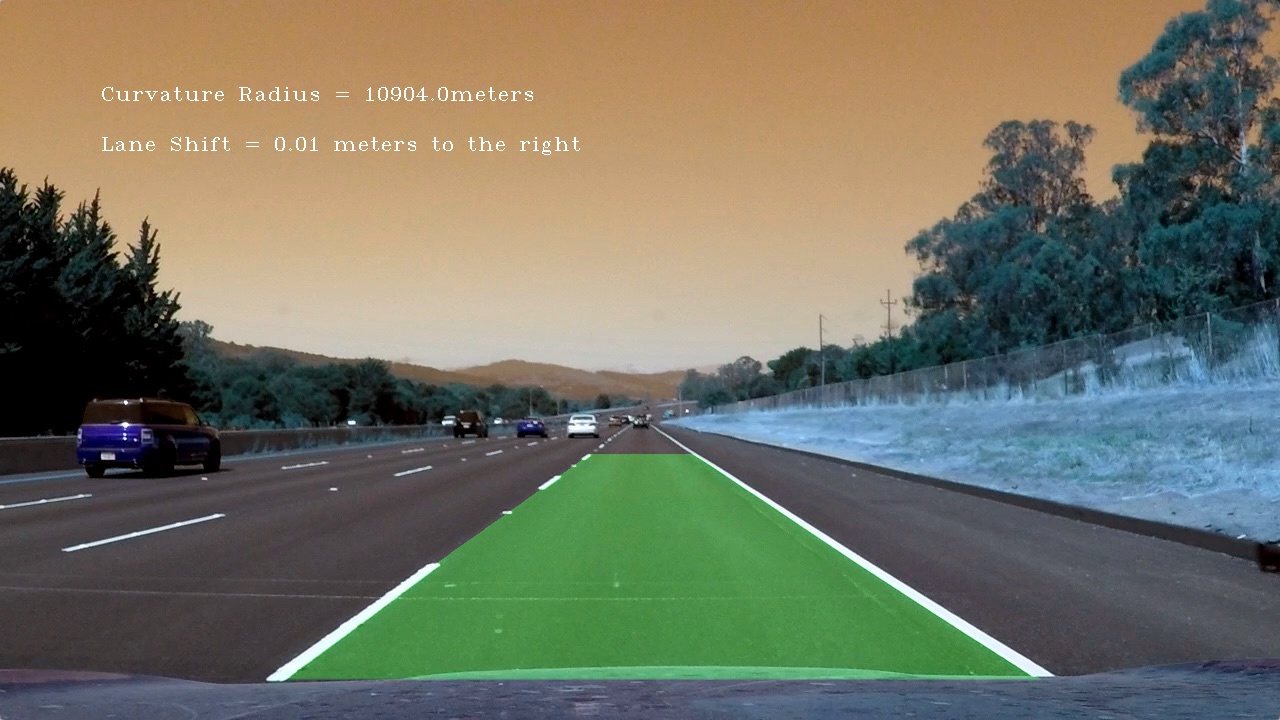 Curvature Radius = 10904.0meters
Lane Shift = 0.01 meters to the right